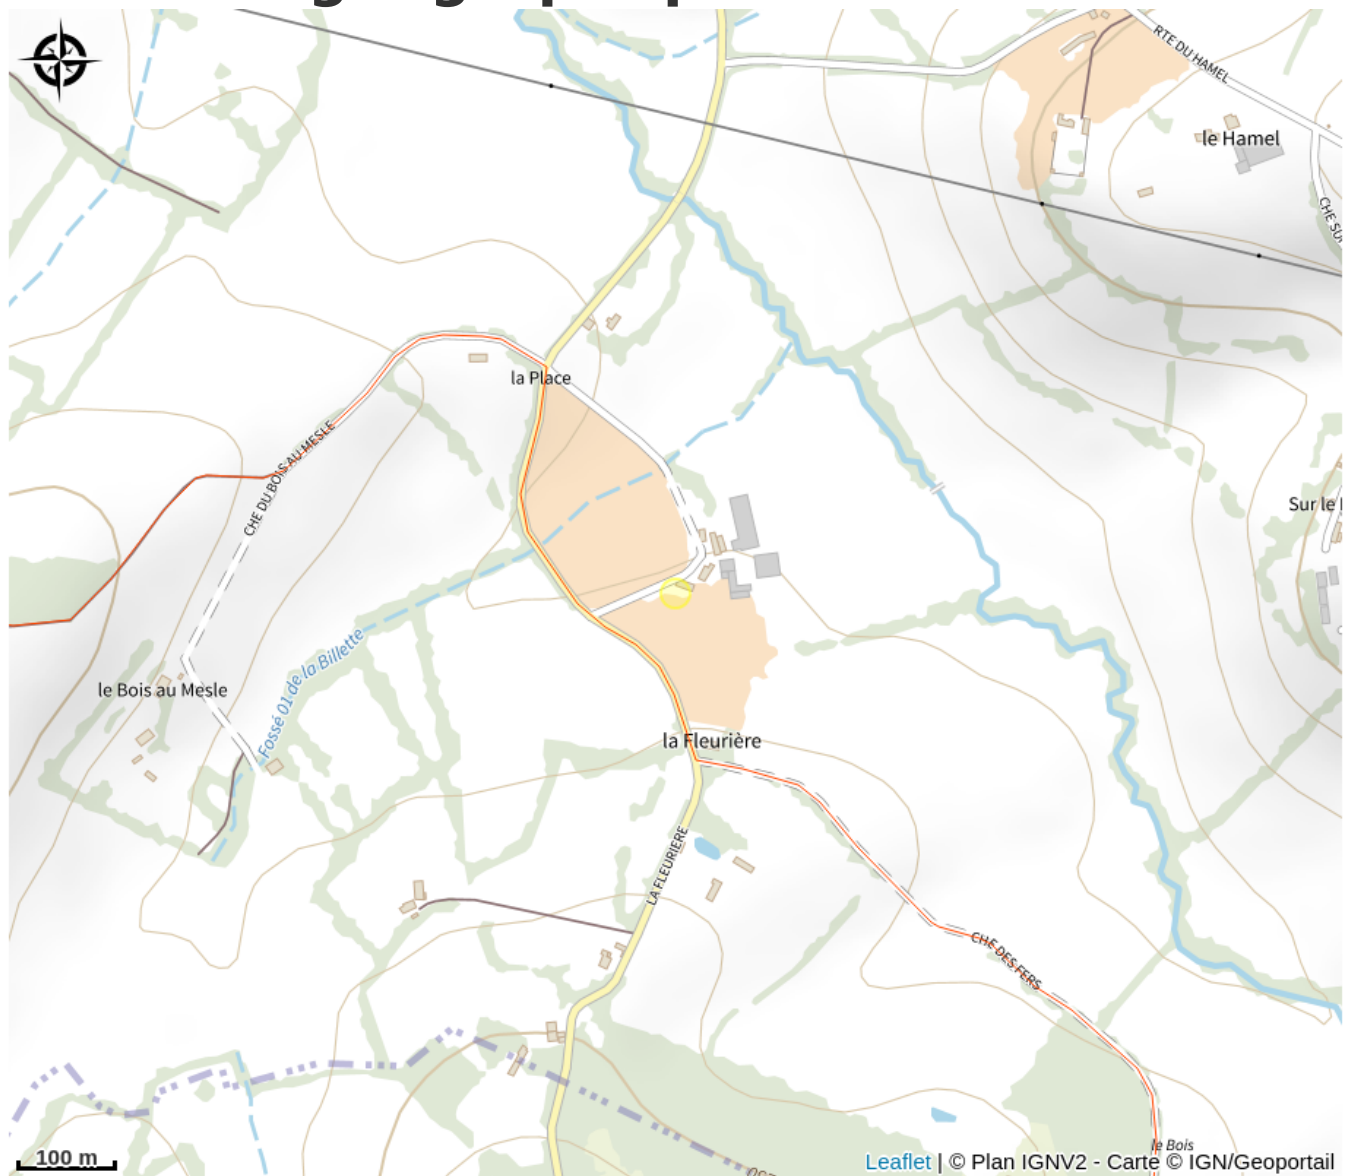 RTE DU HAMEL
le Hamel
CHE SU
la Place
CHE DU BOIS AU MESLE
Sur le
Fossé 01 de la Billette
le Bois au Mesle
la Fleurière
LA FLEURIERE
CHE DES FERS
le Bois
100 m
Leaflet | © Plan IGNV2 - Carte © IGN/Geoportail